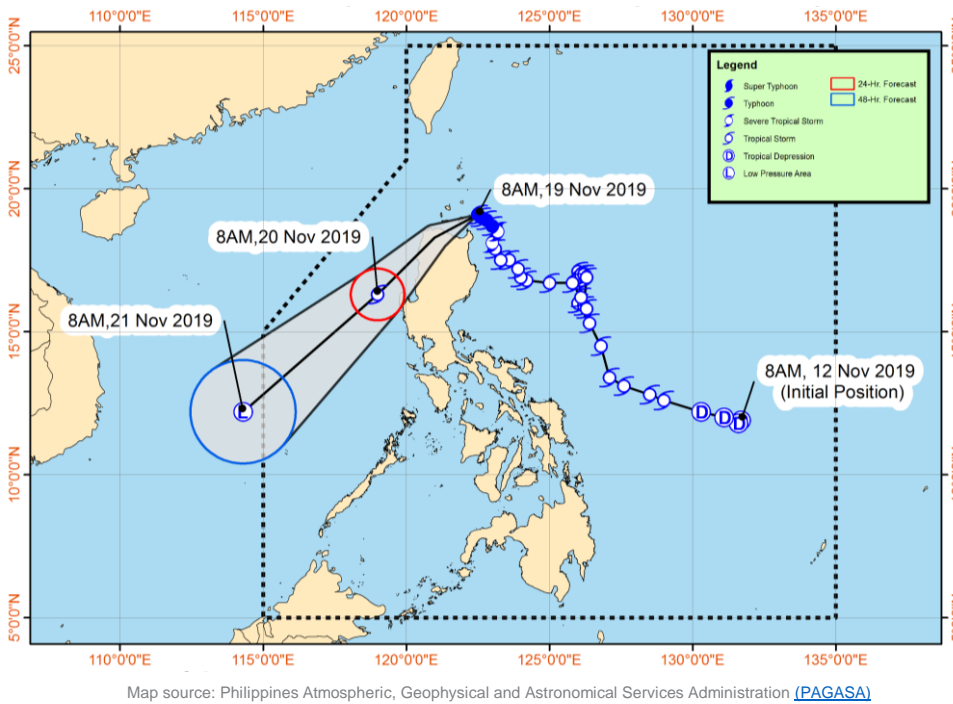 110°0'0"E 115°0'0"E 120°0'0"E 125°0'0"E 130°0'0"E 135°0'0"E
25°0'0"N
20°0'0"N
15°0'0"N
10°0'0"N
5°0'0"N
Legend
Super Typhoon
Typhoon
Severe Tropical Storm
Tropical Storm
D Tropical Depression
L Low Pressure Area
24-Hr. Forecast
48-Hr. Forecast
8AM,19 Nov 2019
8AM,20 Nov 2019
8AM,21 Nov 2019
8AM, 12 Nov 2019
(Initial Position)
L
D D D
110°0'0"E 115°0'0"E 120°0'0"E 125°0'0"E 130°0'0"E 135°0'0"E
Map source: Philippines Atmospheric, Geophysical and Astronomical Services Administration (PAGASA)